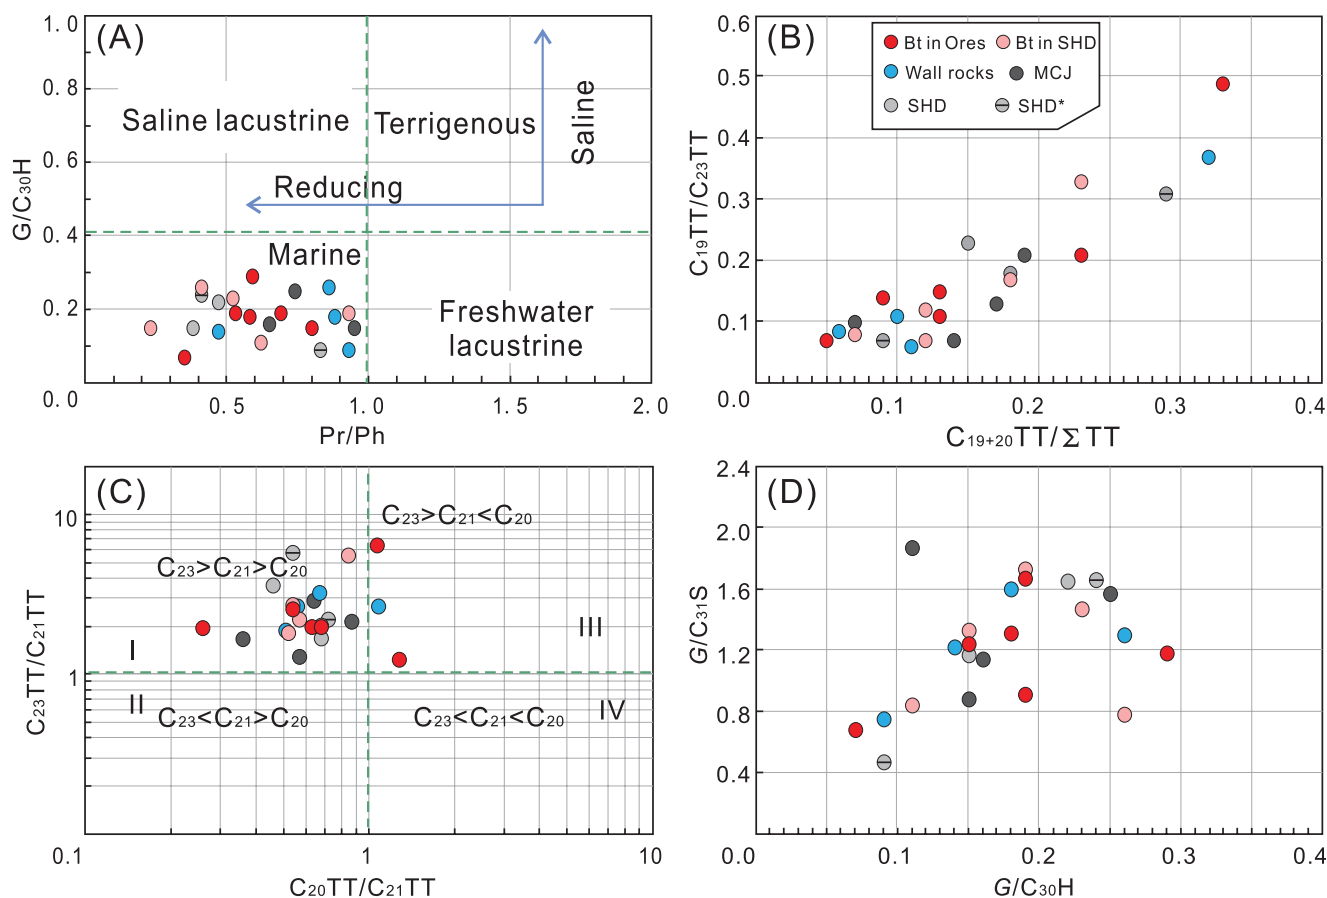 (A)
1.0
0.8
0.6
0.4
0.2
0.0
0.5
1.0
1.5
2.0
G/C30H
Pr/Ph
Saline lacustrine
Terrigenous
Saline
Reducing
Marine
Freshwater
lacustrine
(B)
Bt in Ores
Bt in SHD
Wall rocks
MCJ
SHD
SHD*
0.6
0.5
0.4
0.3
0.2
0.1
0.0
0.1
0.2
0.3
0.4
C19TT/C23TT
C19+20TT/ΣTT
(C)
C23>C21<C20
C23>C21>C20
I
III
II
IV
C23<C21>C20
C23<C21<C20
10
1
0.1
1
10
C23TT/C21TT
C20TT/C21TT
(D)
2.4
2.0
1.6
1.2
0.8
0.4
0.0
0.1
0.2
0.3
0.4
G/C31S
G/C30H